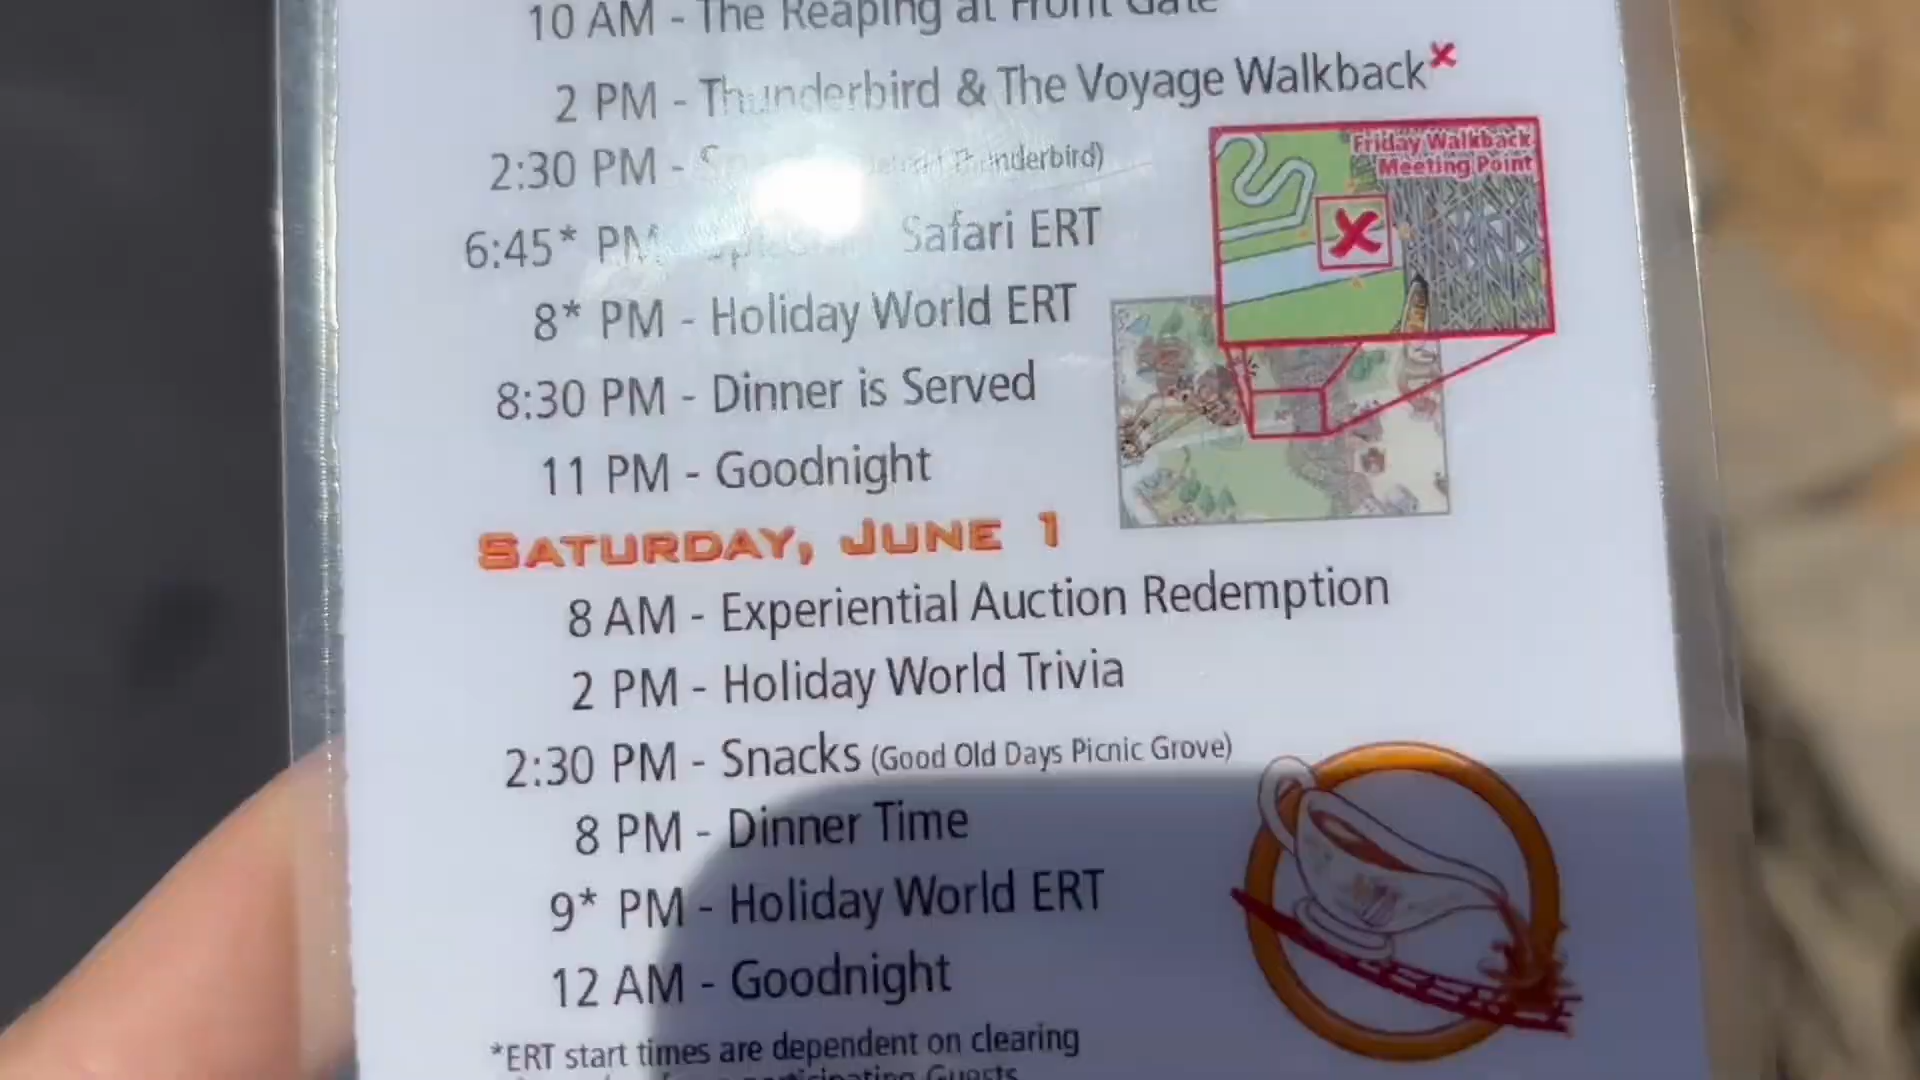 10 AM - The Reaping at Front Gate
2 PM - Thunderbird & The Voyage Walkback
Friday Walkback
Meeting Point
2:30 PM - Thunderbird)
6:45* PM Safari ERT
8* PM - Holiday World ERT
8:30 PM - Dinner is Served
11 PM - Goodnight
SATURDAY, JUNE 1
8 AM - Experiential Auction Redemption
2 PM - Holiday World Trivia
2:30 PM - Snacks (Good Old Days Picnic Grove)
8 PM - Dinner Time
9* PM - Holiday World ERT
12 AM - Goodnight
*ERT start times are dependent on clearing
participating Guests